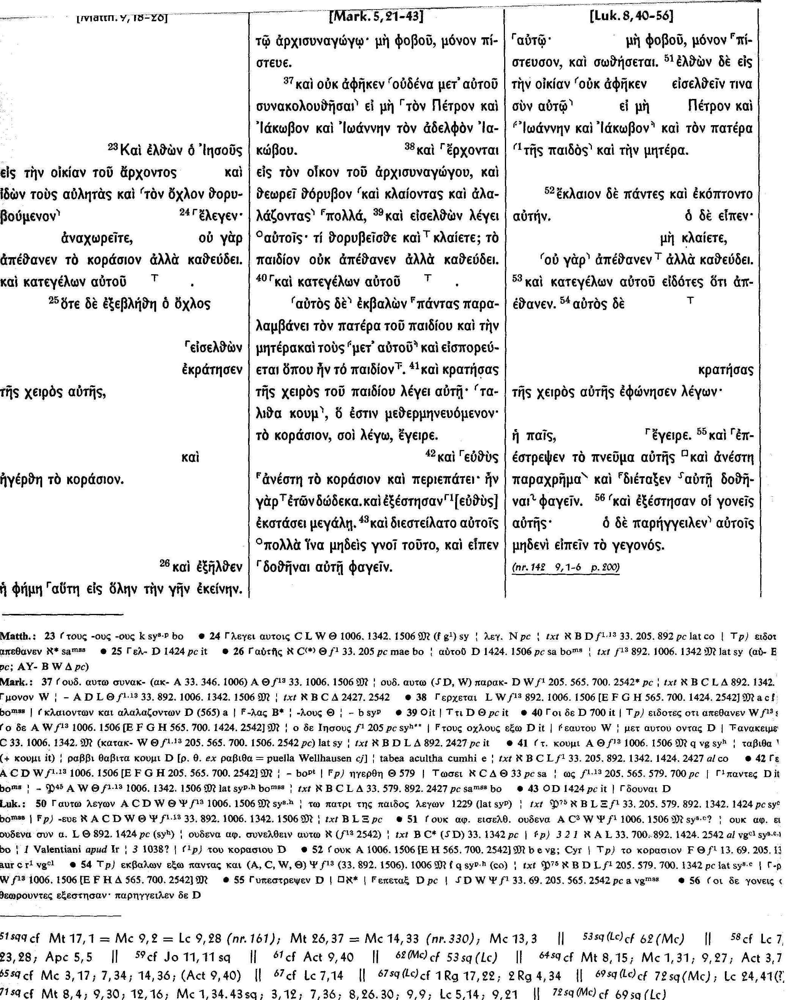 [Matth. 9, 18–26]
εἰς τὴν οἰκίαν τοῦ ἄρχοντος καὶ
ἰδὼν τοὺς αὐλητὰς καὶ ⸂τὸν ὄχλον θορυ-
βούμενον⸃ ²⁴⸀ἔλεγεν·
ἀναχωρεῖτε, οὐ γὰρ
ἀπέθανεν τὸ κοράσιον ἀλλὰ καθεύδει.
καὶ κατεγέλων αὐτοῦ ⸆ .
²⁵ὅτε δὲ ἐξεβλήθη ὁ ὄχλος
⸀εἰσελθὼν
ἐκράτησεν
τῆς χειρὸς αὐτῆς,
καὶ
ἠγέρθη τὸ κοράσιον.
²⁶καὶ ἐξῆλθεν
ἡ φήμη ⸀αὕτη εἰς ὅλην τὴν γῆν ἐκείνην.
[Mark. 5, 21–43]
τῷ ἀρχισυναγώγῳ· μὴ φοβοῦ, μόνον πί-
στευε.
³⁷καὶ οὐκ ἀφῆκεν ⸂οὐδένα μετ' αὐτοῦ
συνακολουθῆσαι⸃ εἰ μὴ ⸀τὸν Πέτρον καὶ
Ἰάκωβον καὶ Ἰωάννην τὸν ἀδελφὸν Ἰα-
κώβου. ³⁸καὶ ⸀ἔρχονται
εἰς τὸν οἶκον τοῦ ἀρχισυναγώγου, καὶ
θεωρεῖ θόρυβον ⸂καὶ κλαίοντας καὶ ἀλα-
λάζοντας⸃ ⸁πολλά, ³⁹καὶ εἰσελθὼν λέγει
°αὐτοῖς· τί θορυβεῖσθε καὶ⸆ κλαίετε; τὸ
παιδίον οὐκ ἀπέθανεν ἀλλὰ καθεύδει.
⁴⁰⸀καὶ κατεγέλων αὐτοῦ ⸆ .
⸂αὐτὸς δὲ⸃ ἐκβαλὼν ⸁πάντας παρα-
λαμβάνει τὸν πατέρα τοῦ παιδίου καὶ τὴν
μητέρα καὶ τοὺς ⸄μετ' αὐτοῦ⸅ καὶ εἰσπορεύ-
εται ὅπου ἦν τό παιδίον⸇. ⁴¹καὶ κρατήσας
τῆς χειρὸς τοῦ παιδίου λέγει αὐτῇ· ⸂τα-
λιθα κουμ⸃, ὅ ἐστιν μεθερμηνευόμενον·
τὸ κοράσιον, σοὶ λέγω, ἔγειρε.
⁴²καὶ ⸀εὐθὺς
⸁ἀνέστη τὸ κοράσιον καὶ περιεπάτει· ἦν
γὰρ⸆ἐτῶν δώδεκα. καὶ ἐξέστησαν ⸀¹[εὐθὺς]
ἐκστάσει μεγάλῃ. ⁴³καὶ διεστείλατο αὐτοῖς
°πολλὰ ἵνα μηδεὶς γνοῖ τοῦτο, καὶ εἶπεν
⸀δοθῆναι αὐτῇ φαγεῖν.
[Luk. 8, 40–56]
⸀αὐτῷ· μὴ φοβοῦ, μόνον ⸁πί-
στευσον, καὶ σωθήσεται. ⁵¹ἐλθὼν δὲ εἰς
τὴν οἰκίαν ⸂οὐκ ἀφῆκεν εἰσελθεῖν τινα
σὺν αὐτῷ⸃ εἰ μὴ Πέτρον καὶ
⸄Ἰωάννην καὶ Ἰάκωβον⸅ καὶ τὸν πατέρα
⸂¹τῆς παιδὸς⸃ καὶ τὴν μητέρα.
⁵²ἔκλαιον δὲ πάντες καὶ ἐκόπτοντο
αὐτήν. ὁ δὲ εἶπεν·
μὴ κλαίετε,
⸂οὐ γὰρ⸃ ἀπέθανεν⸆ ἀλλὰ καθεύδει.
⁵³καὶ κατεγέλων αὐτοῦ εἰδότες ὅτι ἀπ-
έθανεν. ⁵⁴αὐτὸς δὲ ⸆
κρατήσας
τῆς χειρὸς αὐτῆς ἐφώνησεν λέγων·
ἡ παῖς, ⸀ἔγειρε. ⁵⁵καὶ ⸀ἐπ-
έστρεψεν τὸ πνεῦμα αὐτῆς ⸋καὶ ἀνέστη
παραχρῆμα⸌ καὶ ⸁διέταξεν ⸉αὐτῇ δοθῆ-
ναι⸊ φαγεῖν. ⁵⁶⸂καὶ ἐξέστησαν οἱ γονεῖς
αὐτῆς· ὁ δὲ παρήγγειλεν⸃ αὐτοῖς
μηδενὶ εἰπεῖν τὸ γεγονός.
(nr. 142 9, 1-6 p. 200)
²³Καὶ ἐλθὼν ὁ Ἰησοῦς
Matth.: 23 ⸂τους -ους -ους k syˢ·ᵖ bo ● 24 ⸀λεγει αυτοις C L W Θ 1006. 1342. 1506 𝔐 (f g¹) sy ¦ λεγ. N pc ¦ txt ℵ B D f¹·¹³ 33. 205. 892 pc lat co | ⸆p) ειδοτ
απεθανεν ℵ* saᵐˢˢ ● 25 ⸀ελ- D 1424 pc it ● 26 ⸀αὐτῆς ℵ C⁽*⁾ Θ f¹ 33. 205 pc mae bo ¦ αὐτοῦ D 1424. 1506 pc sa boᵐˢ ¦ txt f¹³ 892. 1006. 1342 𝔐 lat sy (αὑ- E
pc; ΑΥ- B W Δ pc)
Mark.: 37 ⸂ουδ. αυτω συνακ- (ακ- A 33. 346. 1006) A Θ f¹³ 33. 1006. 1506 𝔐 ¦ ουδ. αυτω (⸉ D, W) παρακ- D W f¹ 205. 565. 700. 2542* pc ¦ txt ℵ B C L Δ 892. 1342.
⸀μονον W ¦ – A D L Θ f¹·¹³ 33. 892. 1006. 1342. 1506 𝔐 ¦ txt ℵ B C Δ 2427. 2542 ● 38 ⸀ερχεται L W f¹³ 892. 1006. 1506 [E F G H 565. 700. 1424. 2542] 𝔐 a c f
boᵐˢˢ | ⸂κλαιοντων και αλαλαζοντων D (565) a | ⸁-λας B* ¦ -λους Θ ¦ – b syᵖ ● 39 Οit | ⸆τι D Θ pc it ● 40 ⸀οι δε D 700 it | ⸆p) ειδοτες οτι απεθανεν W f¹³
⸂ο δε A W f¹³ 1006. 1506 [E F G H 565. 700. 1424. 2542] 𝔐 ¦ ο δε Ιησους f¹ 205 pc syʰ** | ⸁τους οχλους εξω D it | ⸄εαυτου W ¦ μετ αυτου οντας D | ⸇ανακειμε
C 33. 1006. 1342. 𝔐 (κατακ- W Θ f¹·¹³ 205. 565. 700. 1506. 2542 pc) lat sy ¦ txt ℵ B D L Δ 892. 2427 pc it ● 41 ⸂τ. κουμι A Θ f¹³ 1006. 1506 𝔐 q vg syʰ ¦ ταβιθα
(+ κουμι it) ¦ ραββι θαβιτα κουμι D [ρ. θ. ex ραβιθα = puella Wellhausen cj] ¦ tabea acultha cumhi e ¦ txt ℵ B C L f¹ 33. 205. 892. 1342. 1424. 2427 al co ● 42 ⸀ε
A C D W f¹·¹³ 1006. 1506 [E F G H 205. 565. 700. 2542] 𝔐 ¦ – boᵖᵗ | ⸁p) ηγερθη Θ 579 | ⸆ωσει ℵ C Δ Θ 33 pc sa ¦ ως f¹·¹³ 205. 565. 579. 700 pc | ⸀¹παντες D it
boᵐˢ ¦ – 𝔓⁴⁵ A W Θ f¹·¹³ 1006. 1342. 1506 𝔐 lat syᵖ·ʰ boᵐˢˢ ¦ txt ℵ B C L Δ 33. 579. 892. 2427 pc saᵐˢˢ bo ● 43 ΟD 1424 pc it | ⸀δουναι D
Luk.: 50 ⸀αυτω λεγων A C D W Θ Ψ f¹³ 1006. 1506 𝔐 syˢ·ʰ ¦ τω πατρι της παιδος λεγων 1229 (lat syᵖ) ¦ txt 𝔓⁷⁵ ℵ B L Ξ f¹ 33. 205. 579. 892. 1342. 1424 pc syᶜ
boᵐˢˢ | ⸁p) -ευε ℵ A C D W Θ Ψ f¹·¹³ 33. 892. 1006. 1342. 1506 𝔐 ¦ txt B L Ξ pc ● 51 ⸂ουκ αφ. εισελθ. ουδενα A C³ W Ψ f¹ 1006. 1506 𝔐 syˢ·ᶜ? ¦ ουκ αφ. ει
ουδενα συν α. L Θ 892. 1424 pc (syʰ) ¦ ουδενα αφ. συνελθειν αυτω ℵ (f¹³ 2542) ¦ txt B C* (⸉ D) 33. 1342 pc | ⸄p) 3 2 1 ℵ A L 33. 700. 892. 1424. 2542 al vgᶜˡ syˢ·ᶜ·
bo ¦ 1 Valentiani apud Ir ¦ 3 1038? | ⸂¹p) του κορασιου D ● 52 ⸂ουκ A 1006. 1506 [E H 565. 700. 2542] 𝔐 b e vg; Cyr | ⸆p) το κορασιον F Θ f¹ 13. 69. 205. 13
aur c r¹ vgᶜˡ ● 54 ⸆p) εκβαλων εξω παντας και (A, C, W, Θ) Ψ f¹³ (33. 892. 1506). 1006 𝔐 f q syᵖ·ʰ (co) ¦ txt 𝔓⁷⁵ ℵ B D L f¹ 205. 579. 700. 1342 pc lat syˢ·ᶜ | ⸀-ρ
W f¹³ 1006. 1506 [E F H Δ 565. 700. 2542] 𝔐 ● 55 ⸀υπεστρεψεν D | ⸋ℵ* | ⸁επεταξ D pc | ⸉ D W Ψ f¹ 33. 69. 205. 565. 2542 pc a vgᵐˢˢ ● 56 ⸂οι δε γονεις
θεωρουντες εξεστησαν· παρηγγειλεν δε D
51sqq cf Mt 17,1 = Mc 9,2 = Lc 9,28 (nr. 161); Mt 26,37 = Mc 14,33 (nr. 330); Mc 13,3 || 53sq (Lc) cf 62 (Mc) || 58 cf Lc 7,
23,28; Apc 5,5 || 59 cf Jo 11,11 sq || 61 cf Act 9,40 || 62 (Mc) cf 53 sq (Lc) || 64sq cf Mt 8,15; Mc 1,31; 9,27; Act 3,7
65sq cf Mc 3,17; 7,34; 14,36; (Act 9,40) || 67 cf Lc 7,14 || 67sq (Lc) cf 1 Rg 17,22; 2 Rg 4,34 || 69sq (Lc) cf 72 sq (Mc); Lc 24,41 (?)
71sq cf Mt 8,4; 9,30; 12,16; Mc 1,34. 43 sq; 3,12; 7,36; 8,26. 30; 9,9; Lc 5,14; 9,21 || 72sq (Mc) cf 69 sq (Lc)